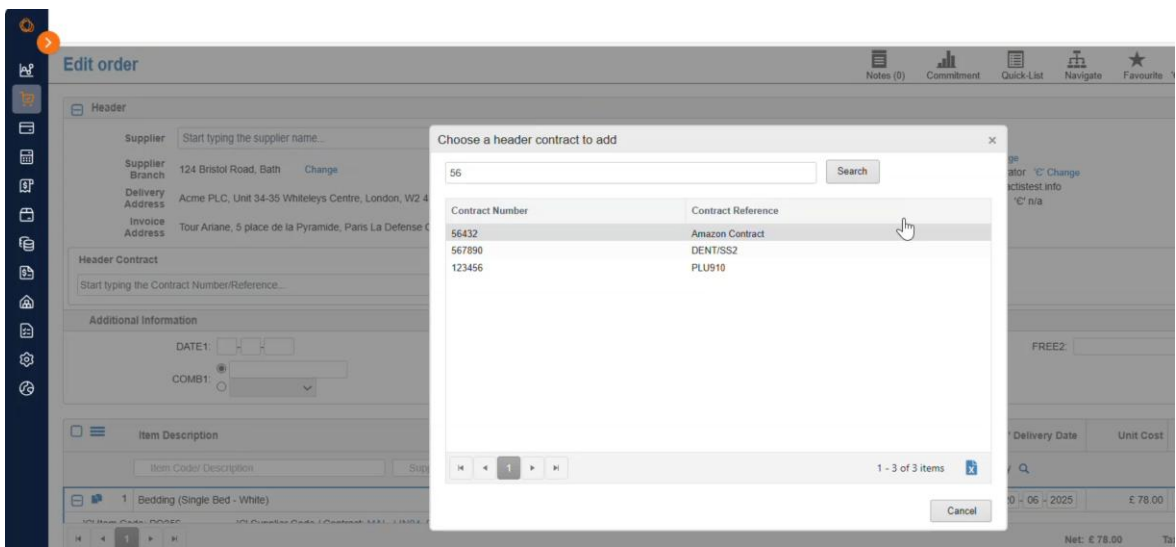 Edit order
Notes (0) Commitment Quick-List Navigate Favourite
Header
Supplier Start typing the supplier name...
Supplier Branch 124 Bristol Road, Bath Change
Delivery Address Acme PLC, Unit 34-35 Whiteleys Centre, London, W2 4
Invoice Address Tour Ariane, 5 place de la Pyramide, Paris La Defense
Header Contract
Start typing the Contract Number/Reference...
Additional Information
DATE1: - -
COMB1:
Choose a header contract to add ×
56 Search
Contract Number Contract Reference
56432 Amazon Contract
567890 DENT/SS2
123456 PLU910
1 1 - 3 of 3 items
Cancel
'C' Change
'C' n/a
FREE2:
Item Description Delivery Date Unit Cost
Item Code/ Description
1 Bedding (Single Bed - White) - 06 - 2025 £ 78.00
1 Net: £ 78.00